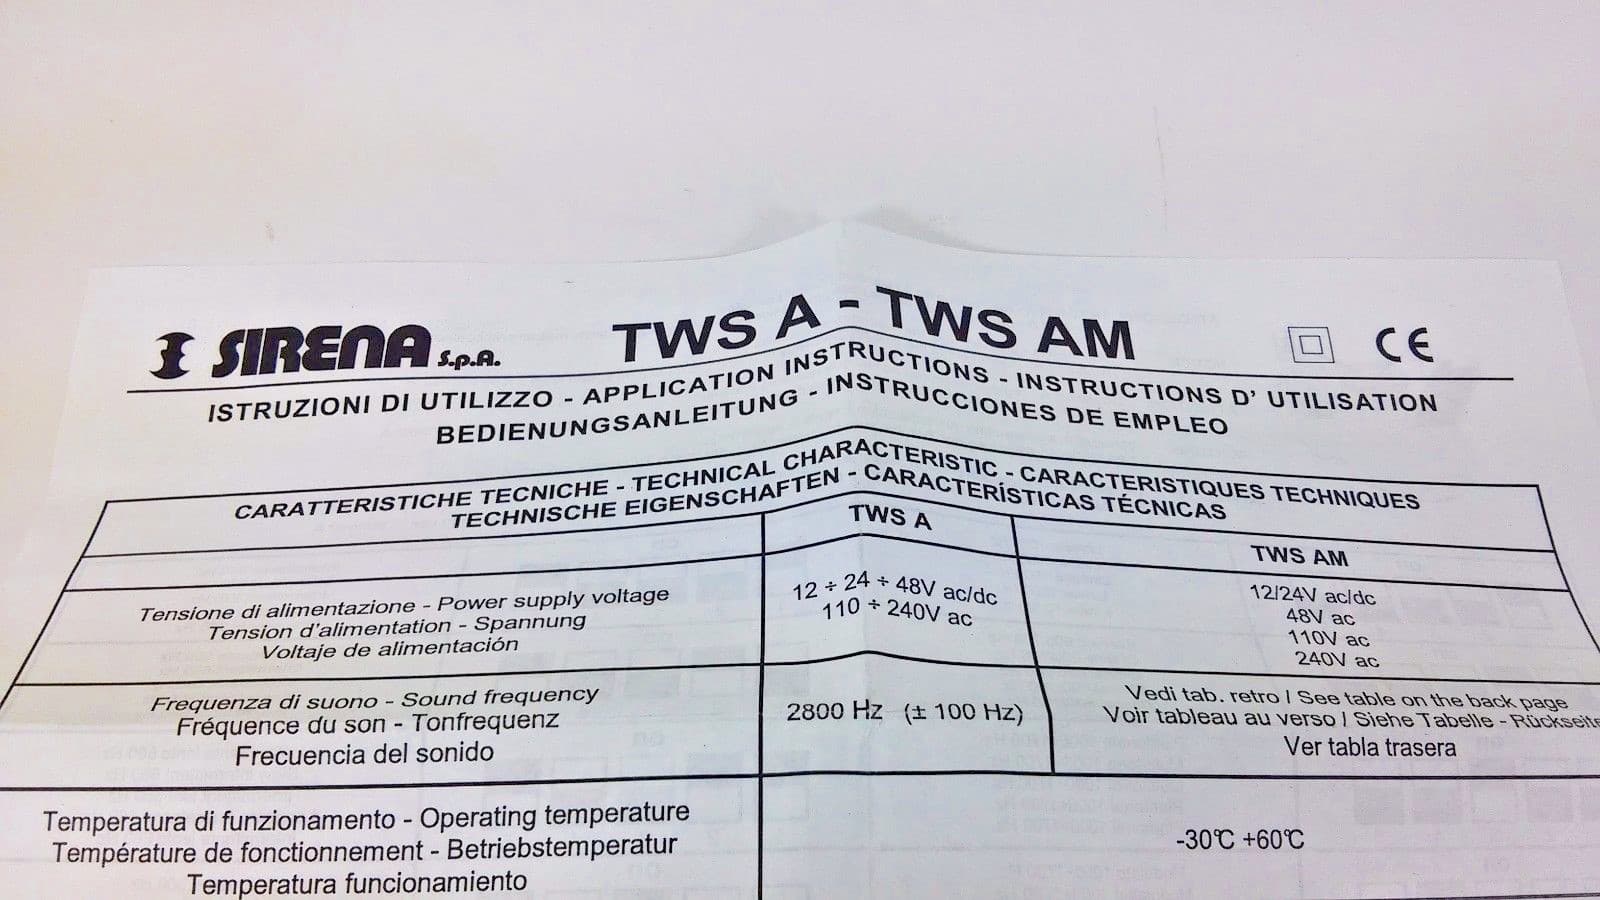 SIRENA S.p.A.
TWS A - TWS AM
CE
ISTRUZIONI DI UTILIZZO - APPLICATION INSTRUCTIONS - INSTRUCTIONS D' UTILISATION
BEDIENUNGSANLEITUNG - INSTRUCCIONES DE EMPLEO
CARATTERISTICHE TECNICHE - TECHNICAL CHARACTERISTIC - CARACTERISTIQUES TECHNIQUES
TECHNISCHE EIGENSCHAFTEN - CARACTERÍSTICAS TÉCNICAS
TWS A
TWS AM
Tensione di alimentazione - Power supply voltage
Tension d'alimentation - Spannung
Voltaje de alimentación
12 ÷ 24 ÷ 48V ac/dc
110 ÷ 240V ac
12/24V ac/dc
48V ac
110V ac
240V ac
Frequenza di suono - Sound frequency
Fréquence du son - Tonfrequenz
Frecuencia del sonido
2800 Hz (± 100 Hz)
Vedi tab. retro / See table on the back page
Voir tableau au verso / Siehe Tabelle - Rückseite
Ver tabla trasera
Temperatura di funzionamento - Operating temperature
Température de fonctionnement - Betriebstemperatur
Temperatura funcionamiento
-30°C +60°C